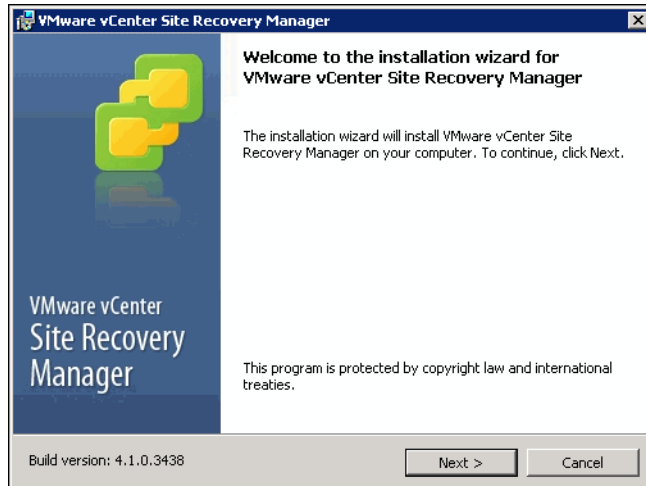 VMware vCenter Site Recovery Manager
Welcome to the installation wizard for
VMware vCenter Site Recovery Manager
The installation wizard will install VMware vCenter Site
Recovery Manager on your computer. To continue, click Next.
VMware vCenter
Site Recovery
Manager
This program is protected by copyright law and international
treaties.
Build version: 4.1.0.3438
Next >
Cancel